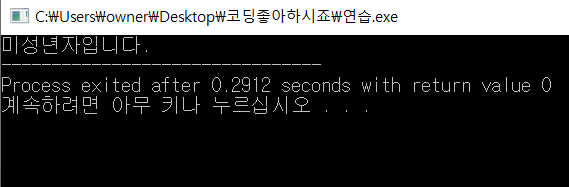 C:₩Users₩owner₩Desktop₩코딩좋아하시죠₩연습.exe
미성년자입니다.
--------------------------------
Process exited after 0.2912 seconds with return value 0
계속하려면 아무 키나 누르십시오 . . .